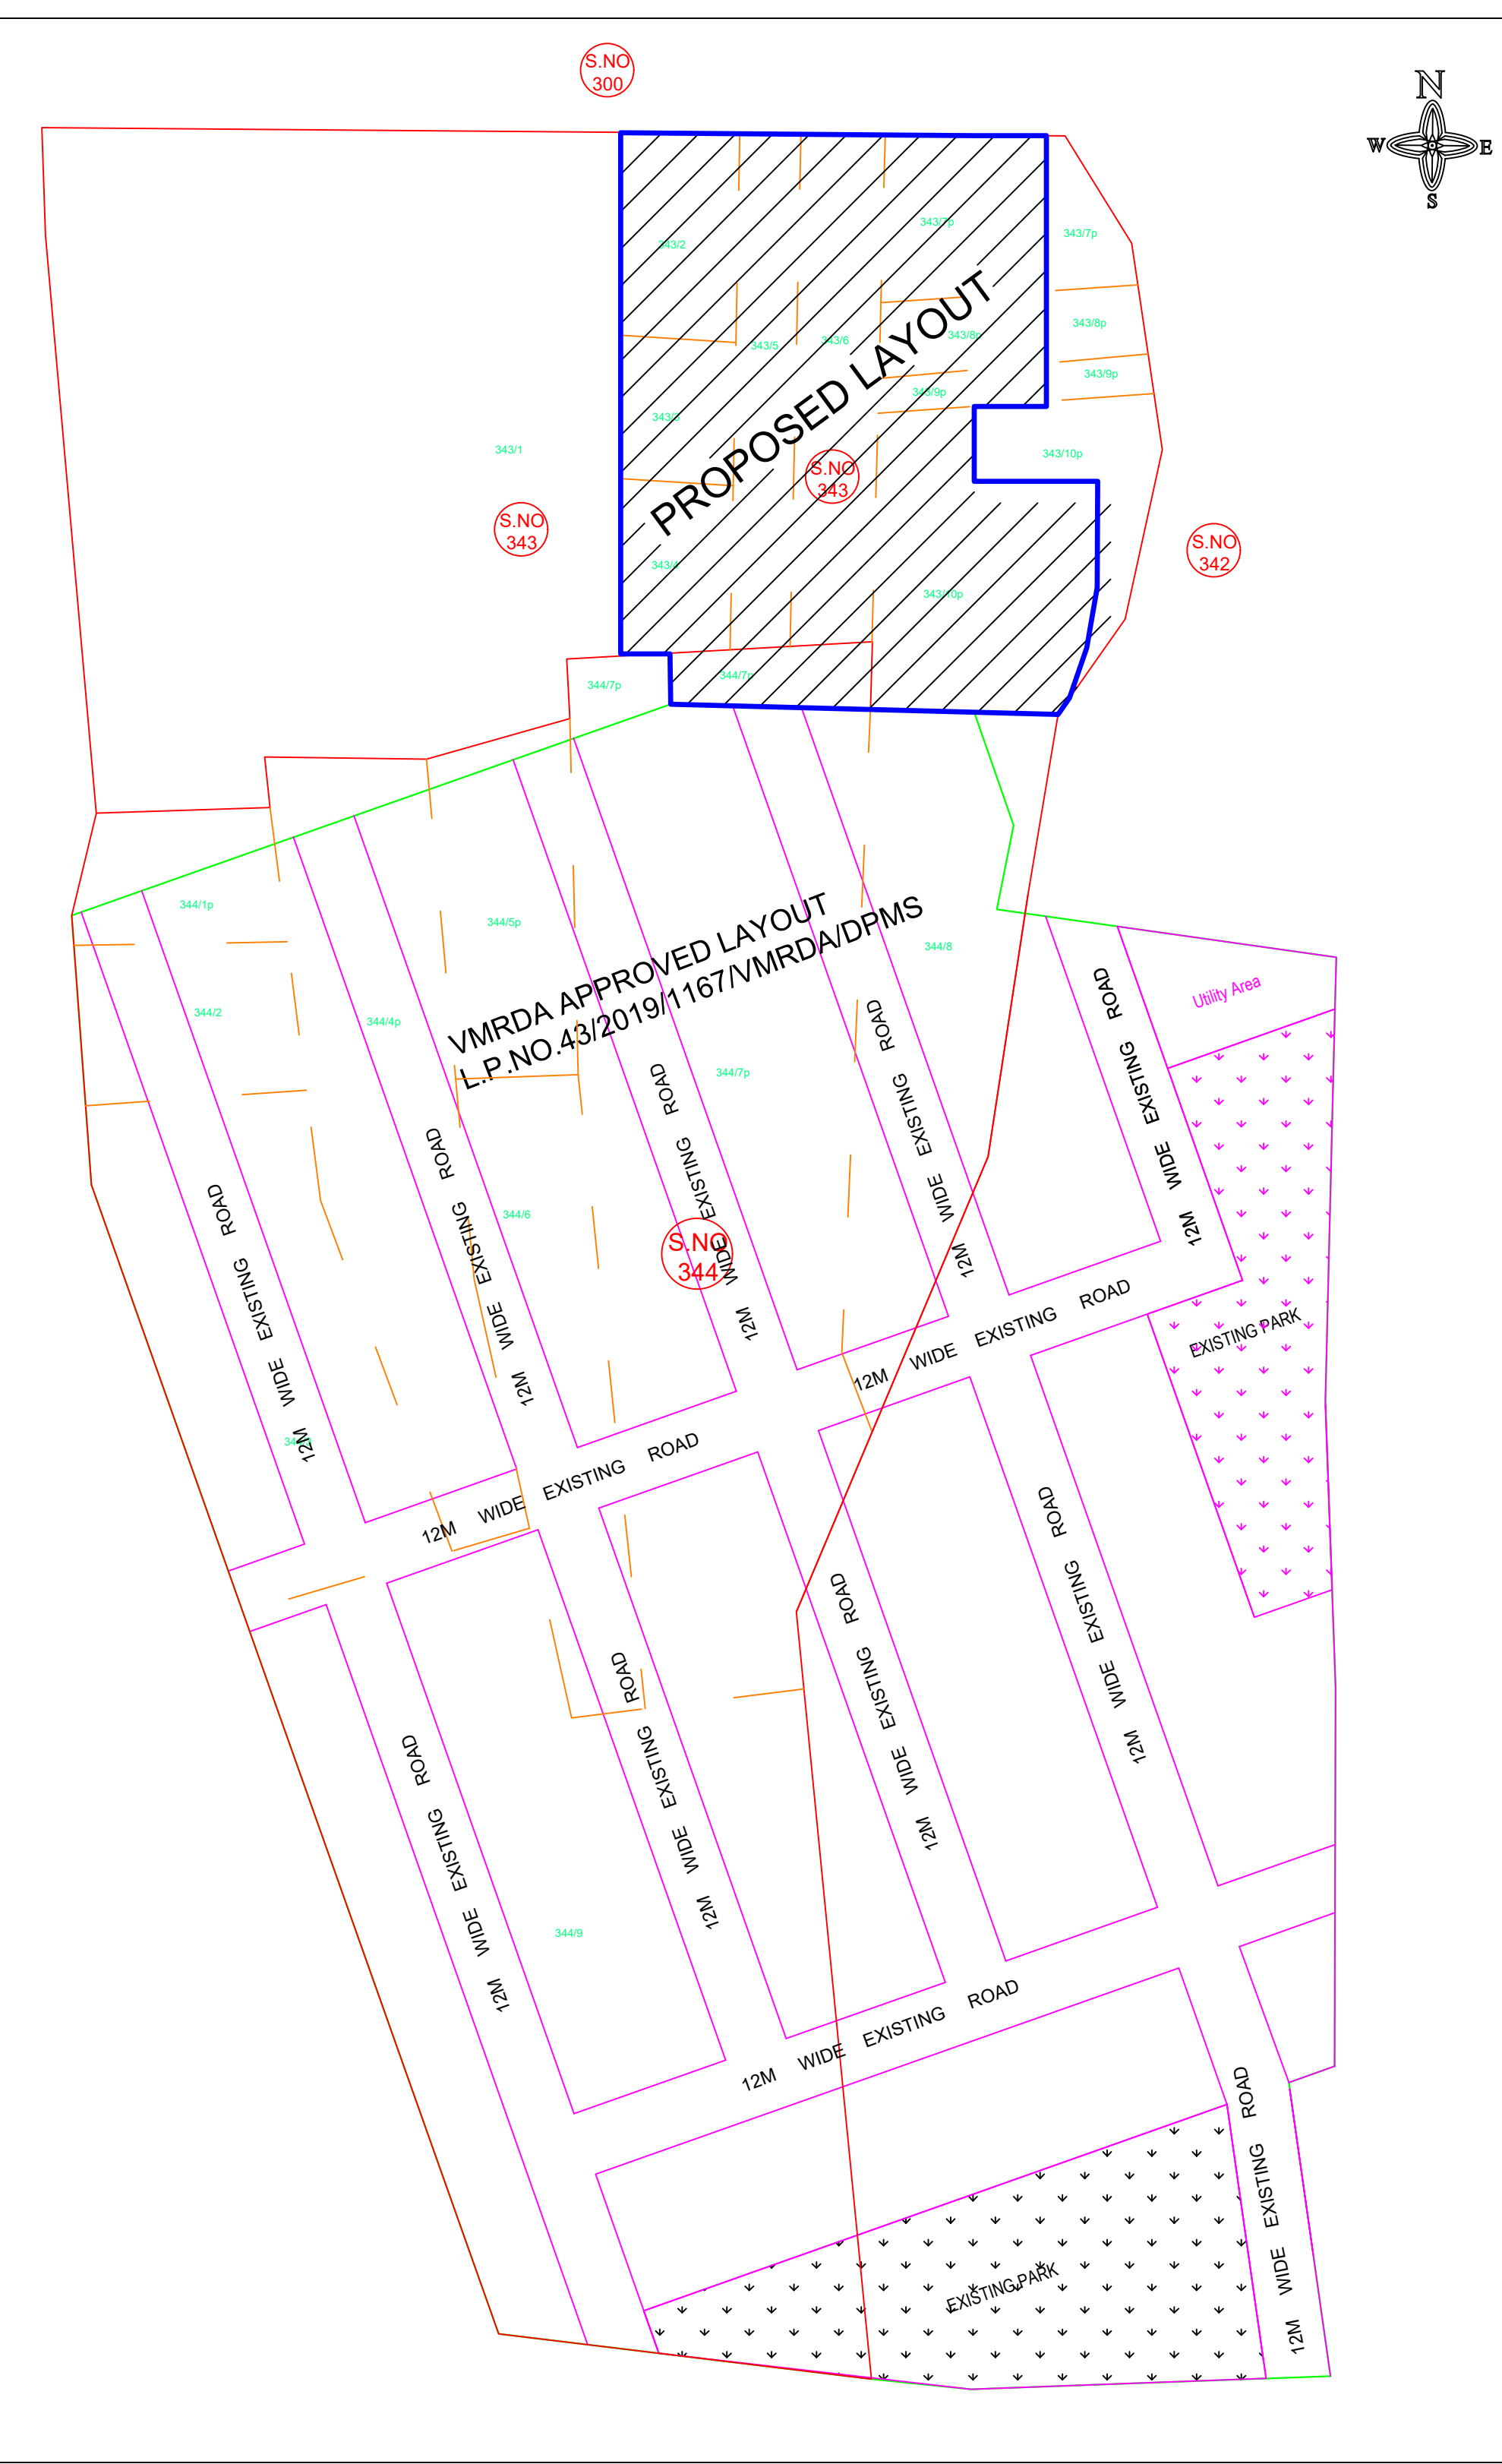 S.NO
300
N
W
E
S
343/7p
343/7p
343/2
343/8p
343/8p
343/5
343/6
343/9p
343/9p
343/3
PROPOSED LAYOUT
343/1
343/10p
S.NO
343
S.NO
343
S.NO
342
343/4
343/10p
344/7p
344/7p
344/1p
344/5p
VMRDA APPROVED LAYOUT
L.P.NO.43/2019/1167/VMRDA/DPMS
344/8
Utility Area
344/2
344/4p
344/7p
12M WIDE EXISTING ROAD
12M WIDE EXISTING ROAD
12M WIDE EXISTING ROAD
12M WIDE EXISTING ROAD
12M WIDE EXISTING ROAD
344/6
S.NO
344
12M WIDE EXISTING ROAD
EXISTING PARK
12M WIDE EXISTING ROAD
12M WIDE EXISTING ROAD
12M WIDE EXISTING ROAD
12M WIDE EXISTING ROAD
12M WIDE EXISTING ROAD
344/9
12M WIDE EXISTING ROAD
12M WIDE EXISTING ROAD
EXISTING PARK